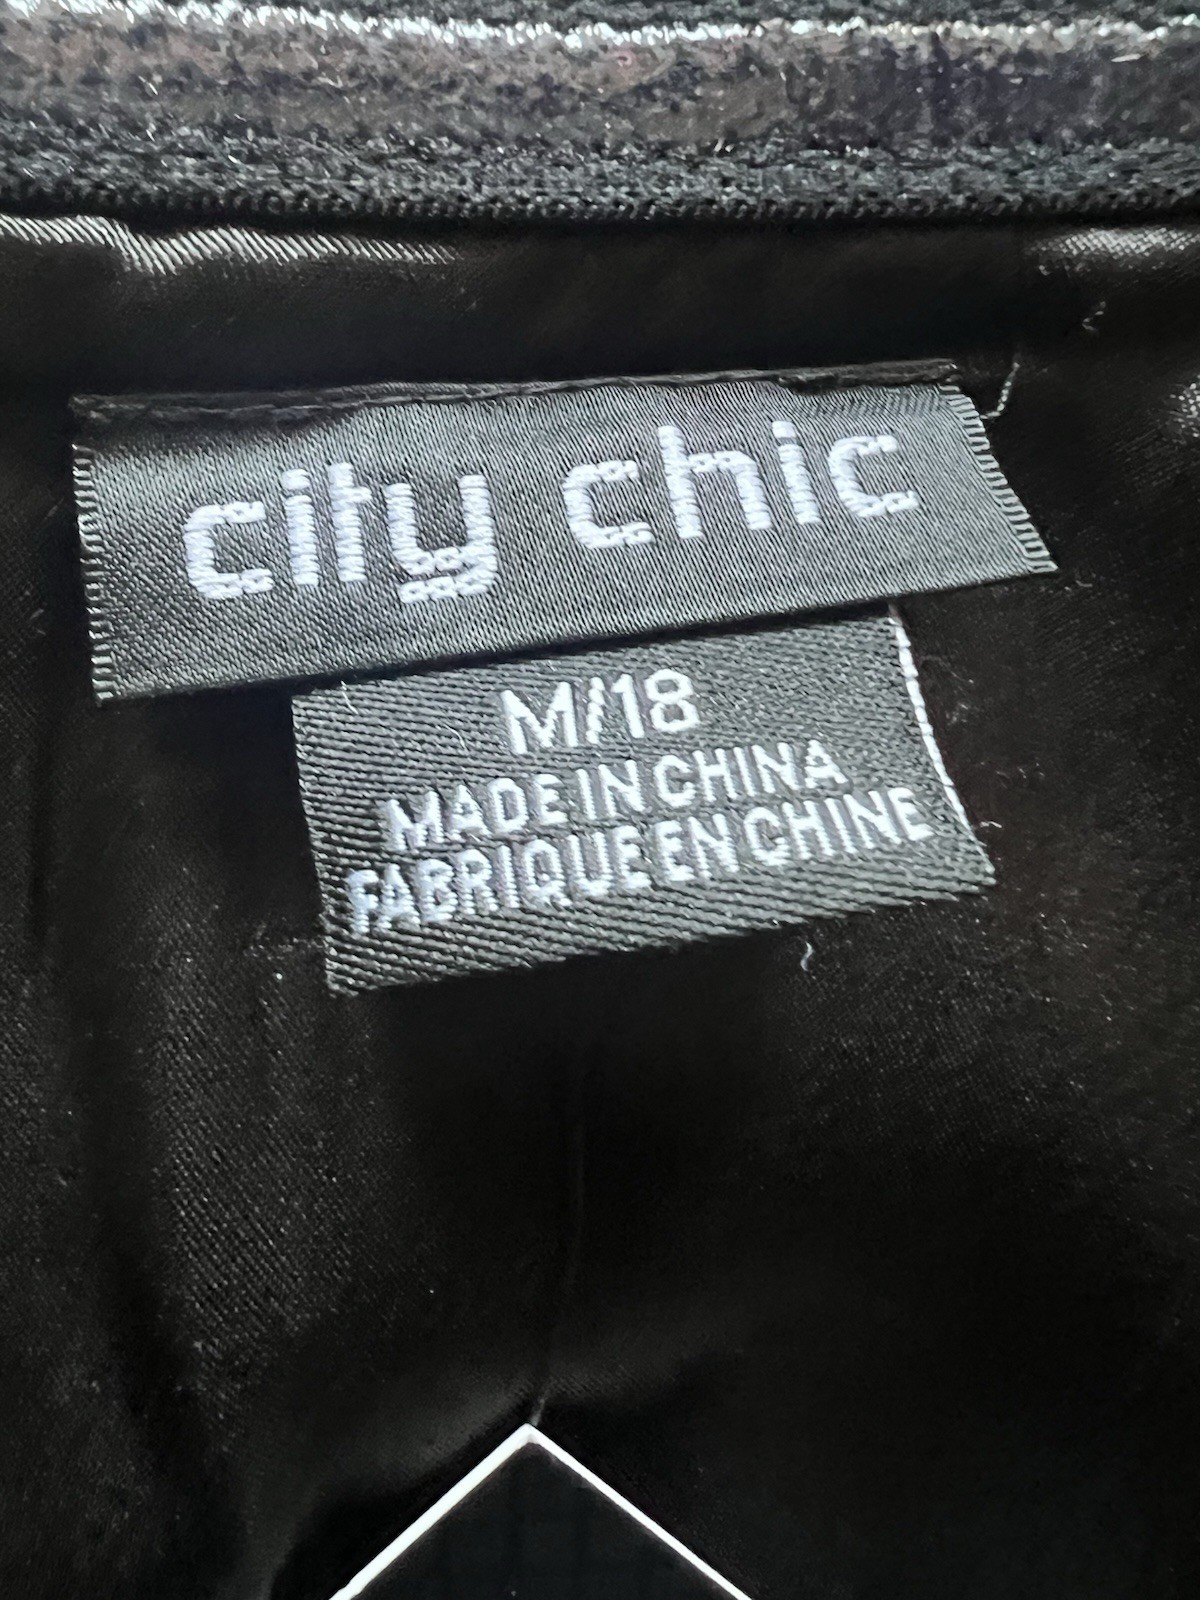 city chic
M/18
MADE IN CHINA
FABRIQUE EN CHINE